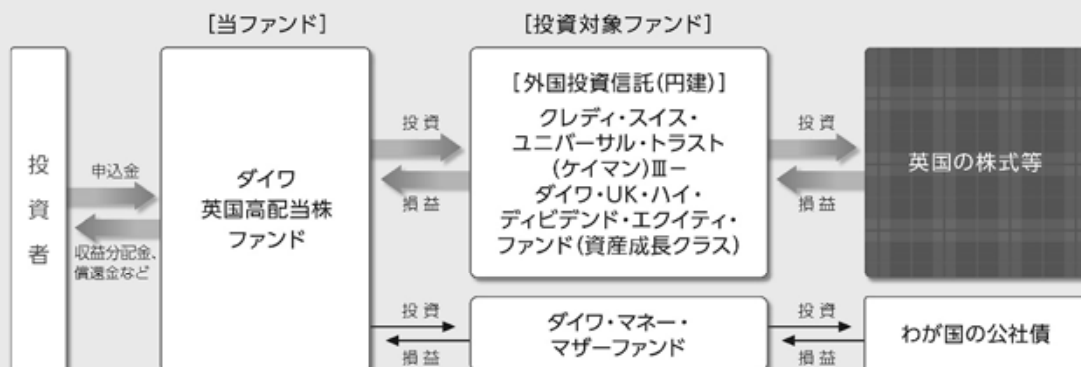 [当ファンド]
[投資対象ファンド]
投資者
申込金
収益分配金、
償還金など
ダイワ
英国高配当株
ファンド
投資
損益
[外国投資信託(円建)]
クレディ・スイス・
ユニバーサル・トラスト
(ケイマン)Ⅲー
ダイワ・UK・ハイ・
ディビデンド・エクイティ・
ファンド(資産成長クラス)
投資
損益
英国の株式等
投資
損益
ダイワ・マネー・
マザーファンド
投資
損益
わが国の公社債